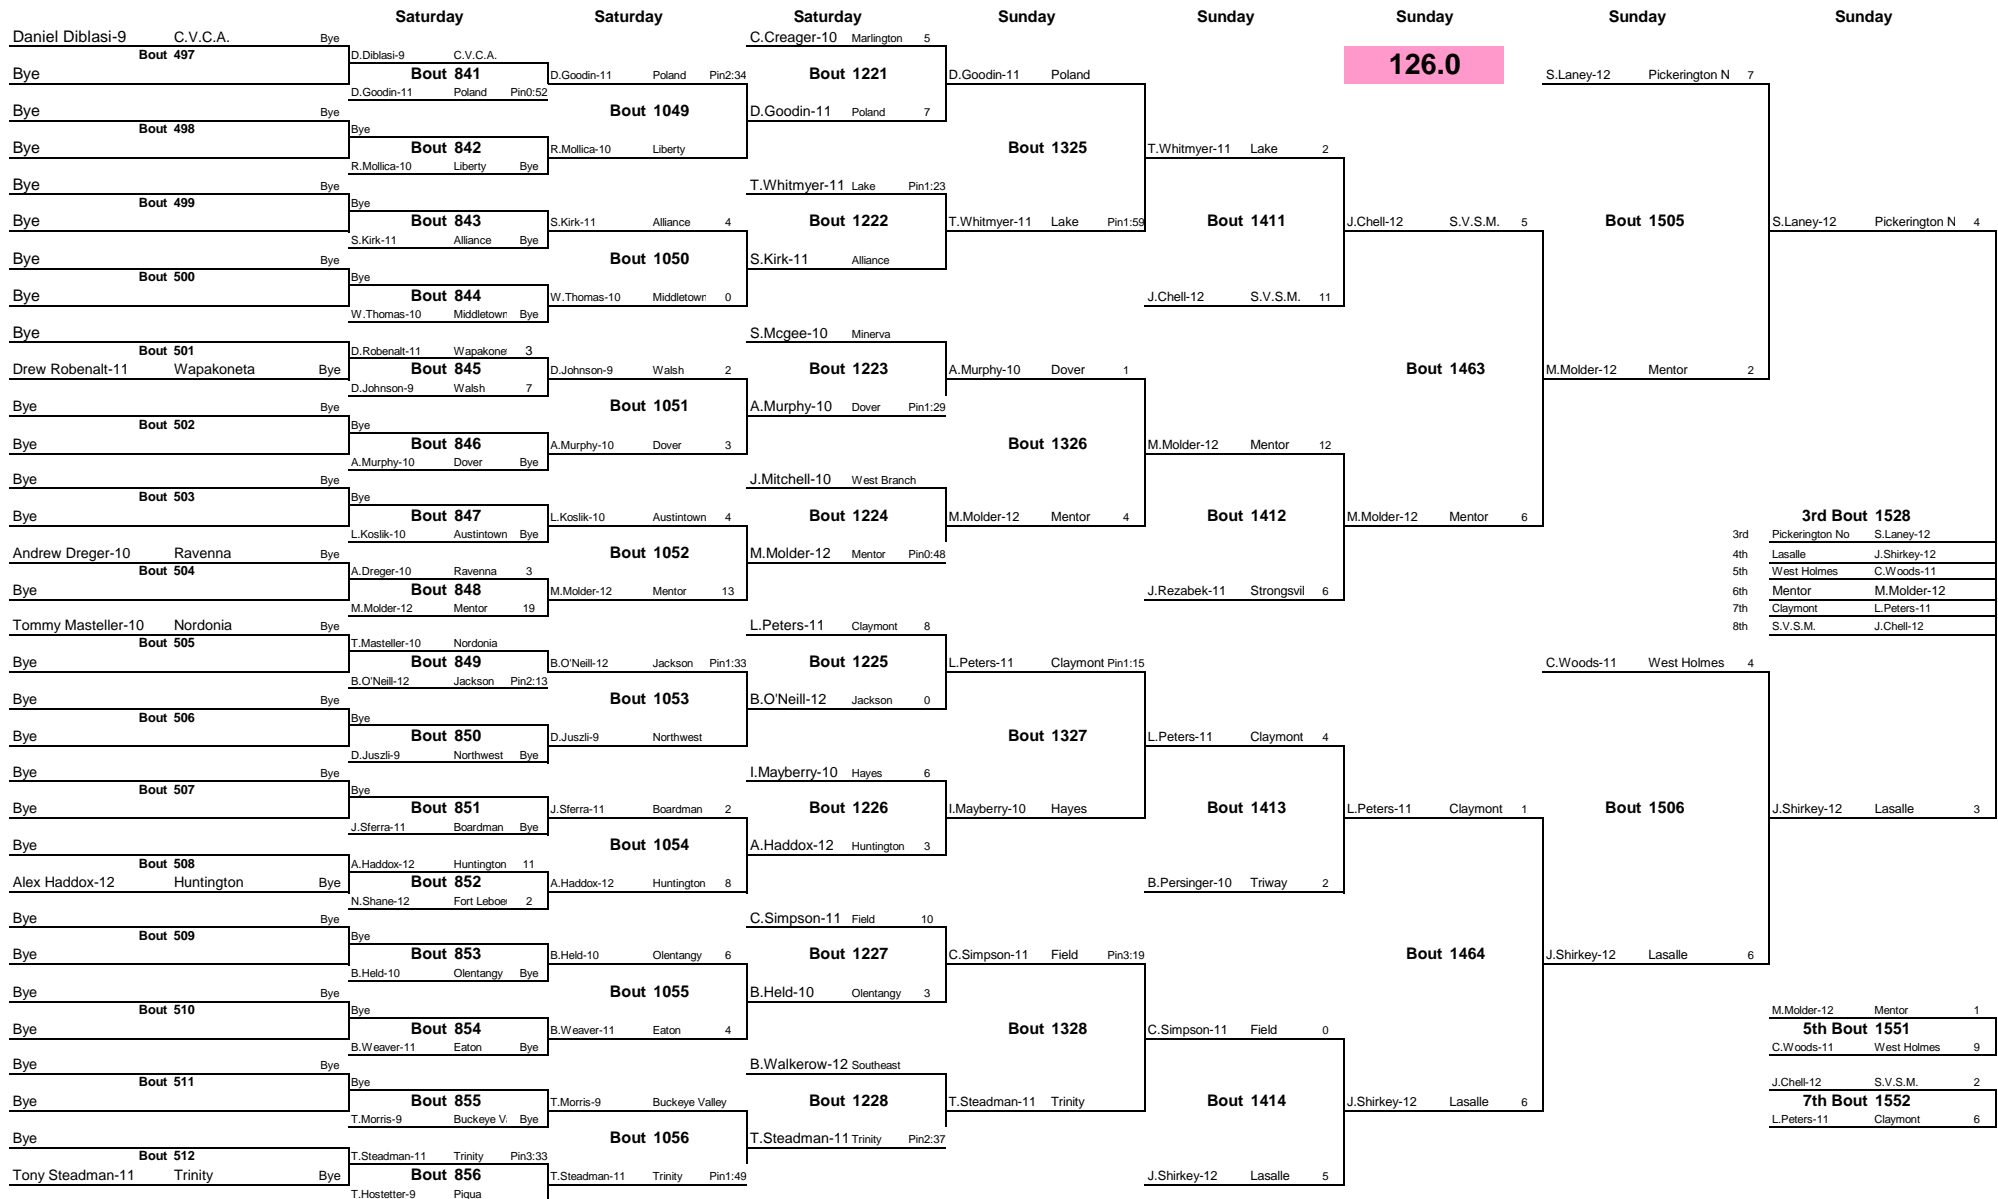 Saturday Saturday Saturday Sunday Sunday Sunday Sunday Sunday
126.0
Daniel Diblasi-9 C.V.C.A. Bye
Bout 497
Bye
Bye Bye
Bout 498
Bye
Bye Bye
Bout 499
Bye
Bye Bye
Bout 500
Bye
Bye
Bout 501
Drew Robenalt-11 Wapakoneta Bye
Bye Bye
Bout 502
Bye
Bye Bye
Bout 503
Bye
Andrew Dreger-10 Ravenna Bye
Bout 504
Bye
Tommy Masteller-10 Nordonia Bye
Bout 505
Bye
Bye Bye
Bout 506
Bye
Bye Bye
Bout 507
Bye
Bye
Bout 508
Alex Haddox-12 Huntington Bye
Bye Bye
Bout 509
Bye
Bye Bye
Bout 510
Bye
Bye Bye
Bout 511
Bye
Bye
Bout 512
Tony Steadman-11 Trinity Bye
D.Diblasi-9 C.V.C.A.
Bout 841
D.Goodin-11 Poland Pin0:52
Bye
Bout 842
R.Mollica-10 Liberty Bye
Bye
Bout 843
S.Kirk-11 Alliance Bye
Bye
Bout 844
W.Thomas-10 Middletown Bye
D.Robenalt-11 Wapakone 3
Bout 845
D.Johnson-9 Walsh 7
Bye
Bout 846
A.Murphy-10 Dover Bye
Bye
Bout 847
L.Koslik-10 Austintown Bye
A.Dreger-10 Ravenna 3
Bout 848
M.Molder-12 Mentor 19
T.Masteller-10 Nordonia
Bout 849
B.O'Neill-12 Jackson Pin2:13
Bye
Bout 850
D.Juszli-9 Northwest Bye
Bye
Bout 851
J.Sferra-11 Boardman Bye
A.Haddox-12 Huntington 11
Bout 852
N.Shane-12 Fort Leboe 2
Bye
Bout 853
B.Held-10 Olentangy Bye
Bye
Bout 854
B.Weaver-11 Eaton Bye
Bye
Bout 855
T.Morris-9 Buckeye V Bye
T.Steadman-11 Trinity Pin3:33
Bout 856
T.Hostetter-9 Piqua
D.Goodin-11 Poland Pin2:34
Bout 1049
R.Mollica-10 Liberty
S.Kirk-11 Alliance 4
Bout 1050
W.Thomas-10 Middletown 0
D.Johnson-9 Walsh 2
Bout 1051
A.Murphy-10 Dover 3
L.Koslik-10 Austintown 4
Bout 1052
M.Molder-12 Mentor 13
B.O'Neill-12 Jackson Pin1:33
Bout 1053
D.Juszli-9 Northwest
J.Sferra-11 Boardman 2
Bout 1054
A.Haddox-12 Huntington 8
B.Held-10 Olentangy 6
Bout 1055
B.Weaver-11 Eaton 4
T.Morris-9 Buckeye Valley
Bout 1056
T.Steadman-11 Trinity Pin1:49
C.Creager-10 Marlington 5
Bout 1221
D.Goodin-11 Poland 7
T.Whitmyer-11 Lake Pin1:23
Bout 1222
S.Kirk-11 Alliance
S.Mcgee-10 Minerva
Bout 1223
A.Murphy-10 Dover Pin1:29
J.Mitchell-10 West Branch
Bout 1224
M.Molder-12 Mentor Pin0:48
L.Peters-11 Claymont 8
Bout 1225
B.O'Neill-12 Jackson 0
I.Mayberry-10 Hayes 6
Bout 1226
A.Haddox-12 Huntington 3
C.Simpson-11 Field 10
Bout 1227
B.Held-10 Olentangy 3
B.Walkerow-12 Southeast
Bout 1228
T.Steadman-11 Trinity Pin2:37
D.Goodin-11 Poland
Bout 1325
T.Whitmyer-11 Lake Pin1:59
A.Murphy-10 Dover 1
Bout 1326
M.Molder-12 Mentor 4
L.Peters-11 Claymont Pin1:15
Bout 1327
I.Mayberry-10 Hayes
C.Simpson-11 Field Pin3:19
Bout 1328
T.Steadman-11 Trinity
T.Whitmyer-11 Lake 2
Bout 1411
J.Chell-12 S.V.S.M. 11
M.Molder-12 Mentor 12
Bout 1412
J.Rezabek-11 Strongsvil 6
L.Peters-11 Claymont 4
Bout 1413
B.Persinger-10 Triway 2
C.Simpson-11 Field 0
Bout 1414
J.Shirkey-12 Lasalle 5
J.Chell-12 S.V.S.M. 5
Bout 1463
M.Molder-12 Mentor 6
L.Peters-11 Claymont 1
Bout 1464
J.Shirkey-12 Lasalle 6
S.Laney-12 Pickerington N 7
Bout 1505
M.Molder-12 Mentor 2
C.Woods-11 West Holmes 4
Bout 1506
J.Shirkey-12 Lasalle 6
S.Laney-12 Pickerington N 4
3rd Bout 1528
3rd Pickerington No S.Laney-12
4th Lasalle J.Shirkey-12
5th West Holmes C.Woods-11
6th Mentor M.Molder-12
7th Claymont L.Peters-11
8th S.V.S.M. J.Chell-12
J.Shirkey-12 Lasalle 3
M.Molder-12 Mentor 1
5th Bout 1551
C.Woods-11 West Holmes 9
J.Chell-12 S.V.S.M. 2
7th Bout 1552
L.Peters-11 Claymont 6